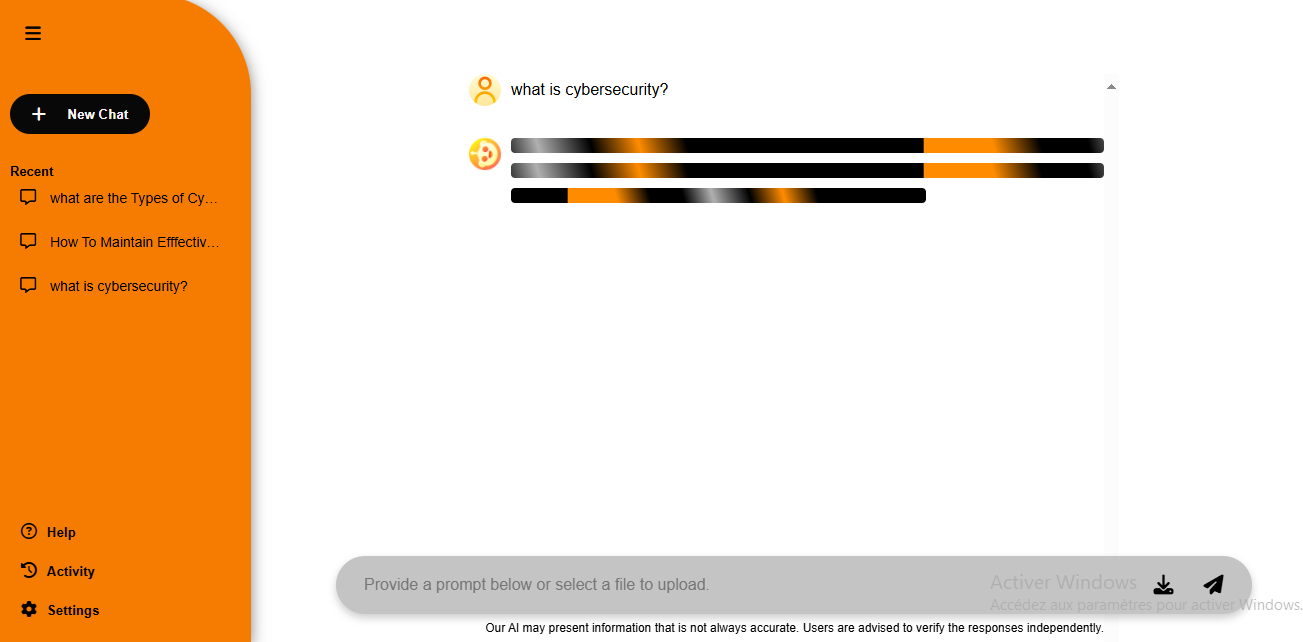 New Chat
Recent
what are the Types of Cy…
How To Maintain Efffectiv…
what is cybersecurity?
Help
Activity
Settings
what is cybersecurity?
Provide a prompt below or select a file to upload.
Activer Windows
Accédez aux paramètres pour activer Windows.
Our AI may present information that is not always accurate. Users are advised to verify the responses independently.